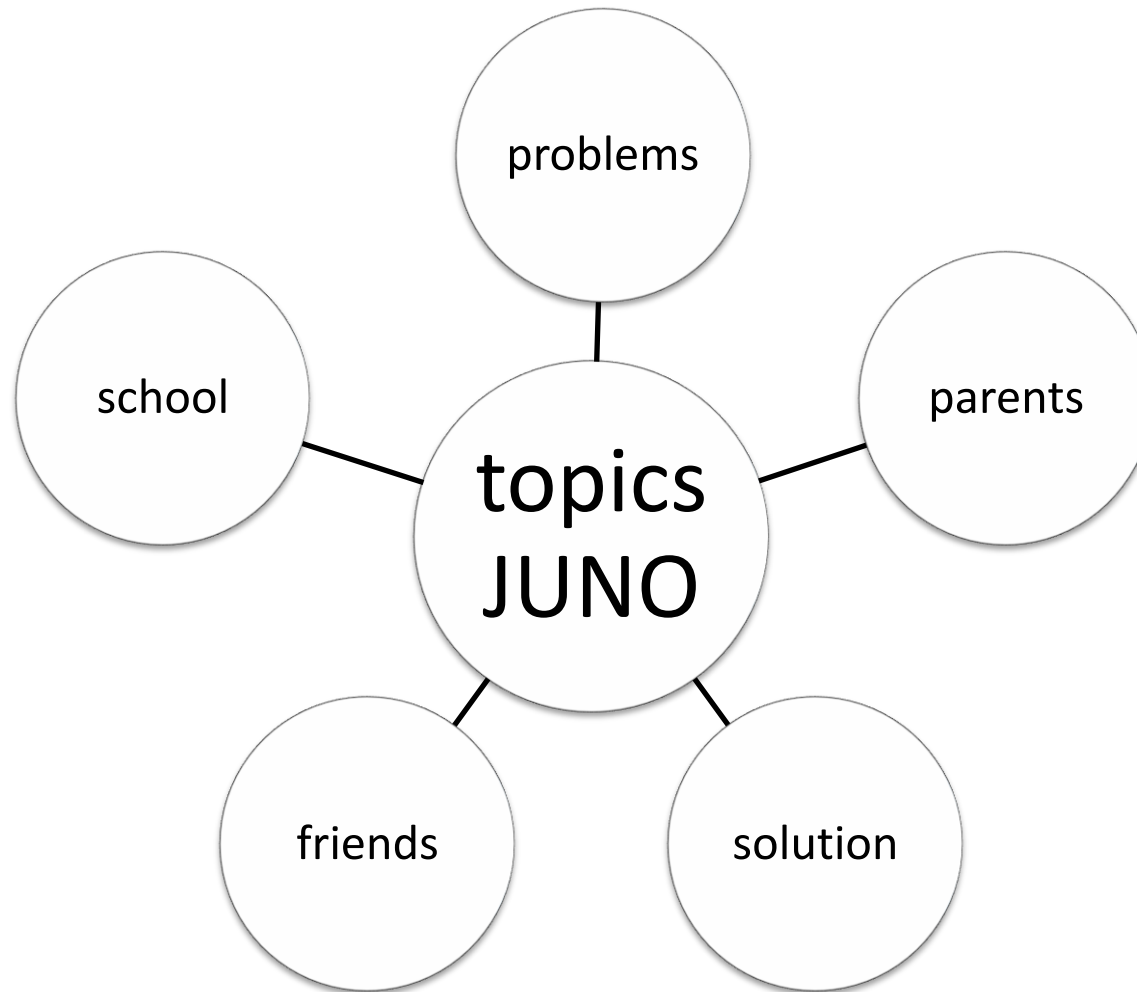 problems
school
parents
topics
JUNO
friends
solution